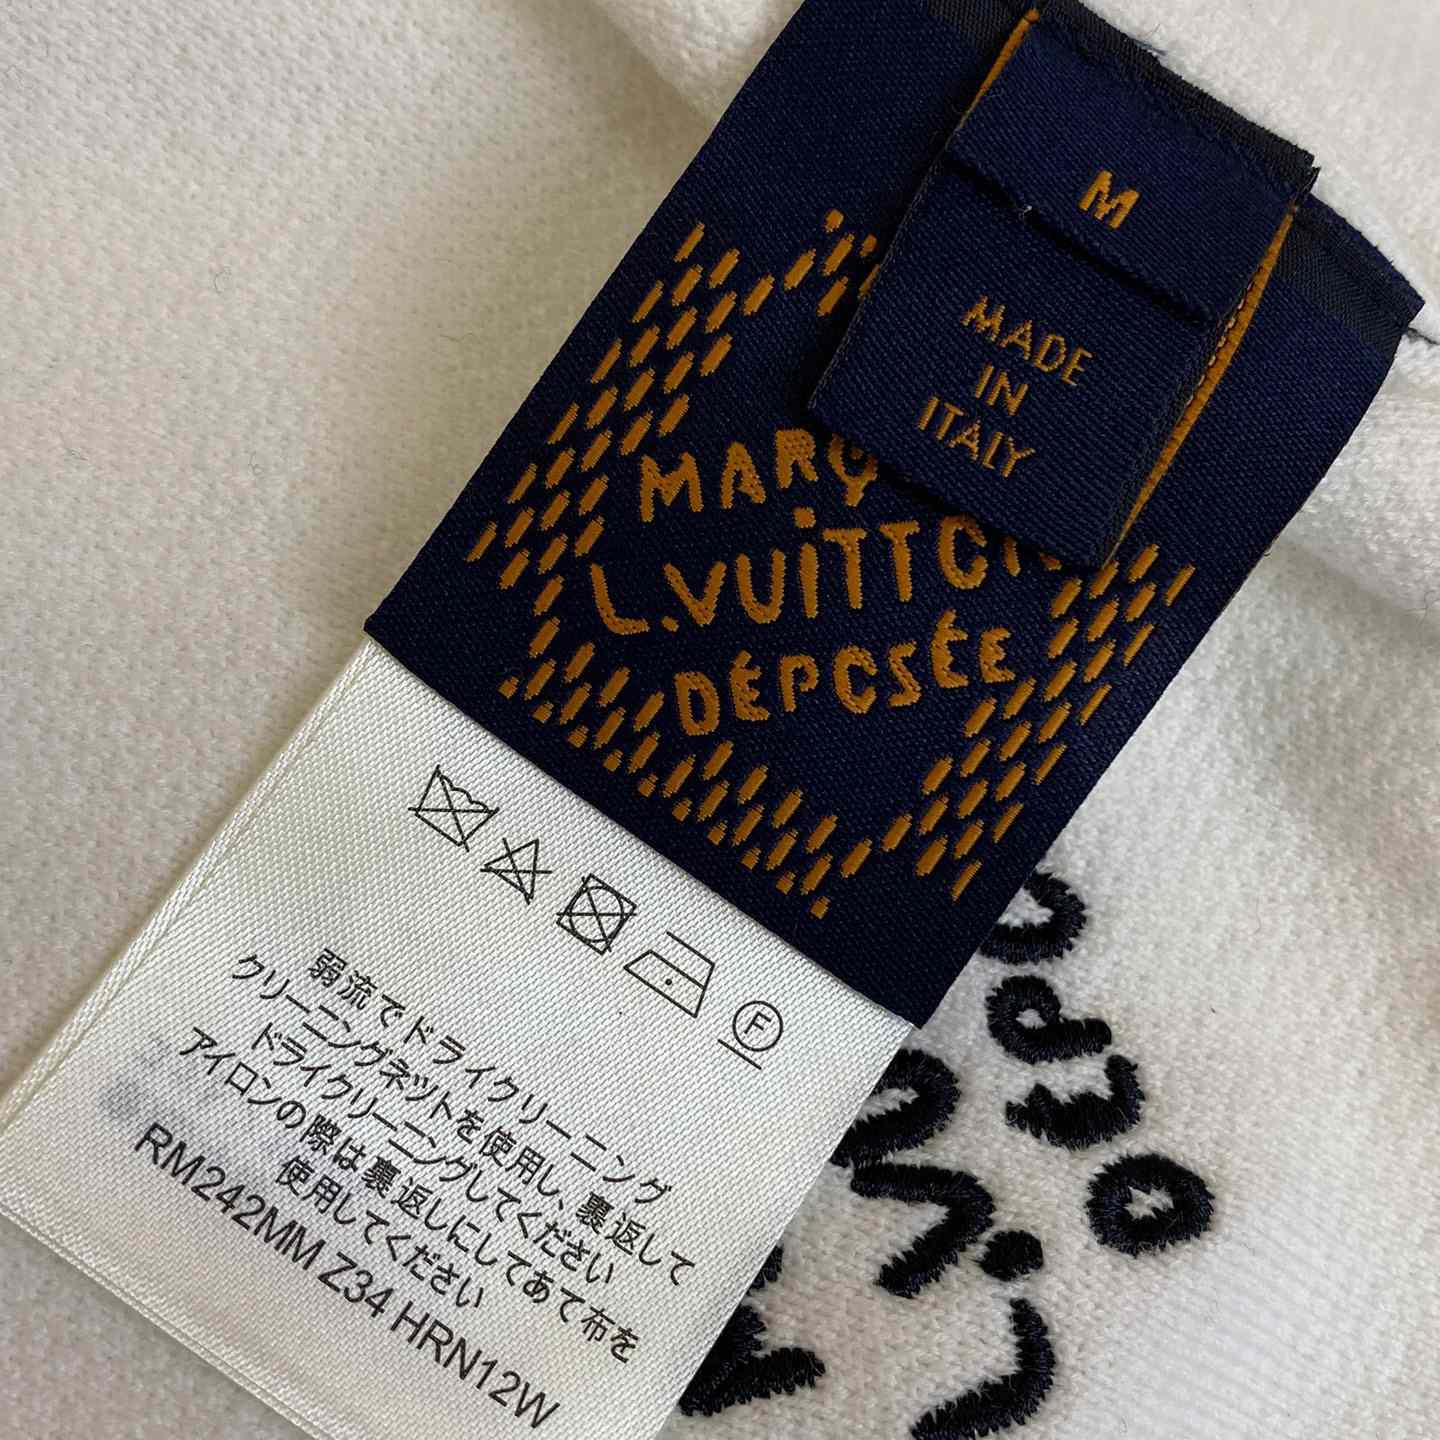 M
MADE
IN
ITALY
MARQ
L.VUITTON
DÉPOSÉE
F
弱流でドライクリーニング
クリーニングネットを使用し、裏返して
ドライクリーニングしてください
アイロンの際は裏返しにしてあて布を
使用してください
RM242MM Z34 HRN12W